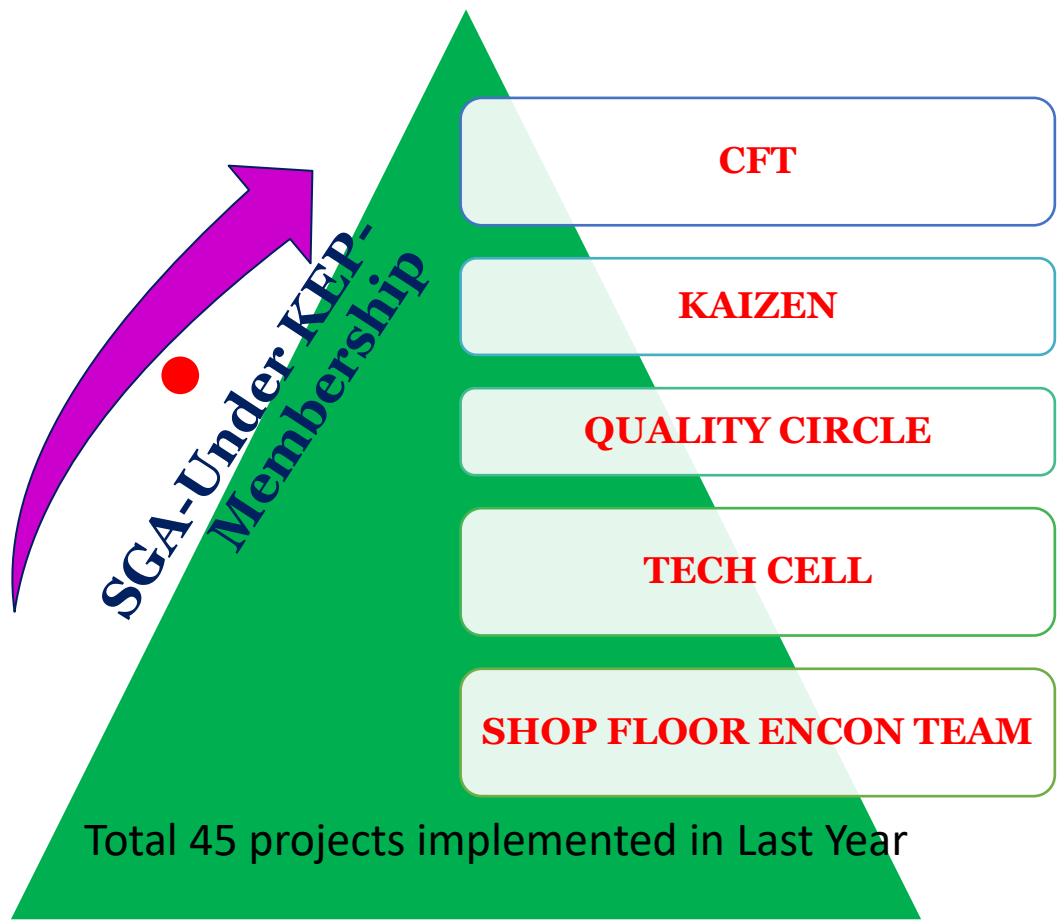 CFT
KAIZEN
QUALITY CIRCLE
TECH CELL
SHOP FLOOR ENCON TEAM
SGA-Under KEP-
Membership
Total 45 projects implemented in Last Year